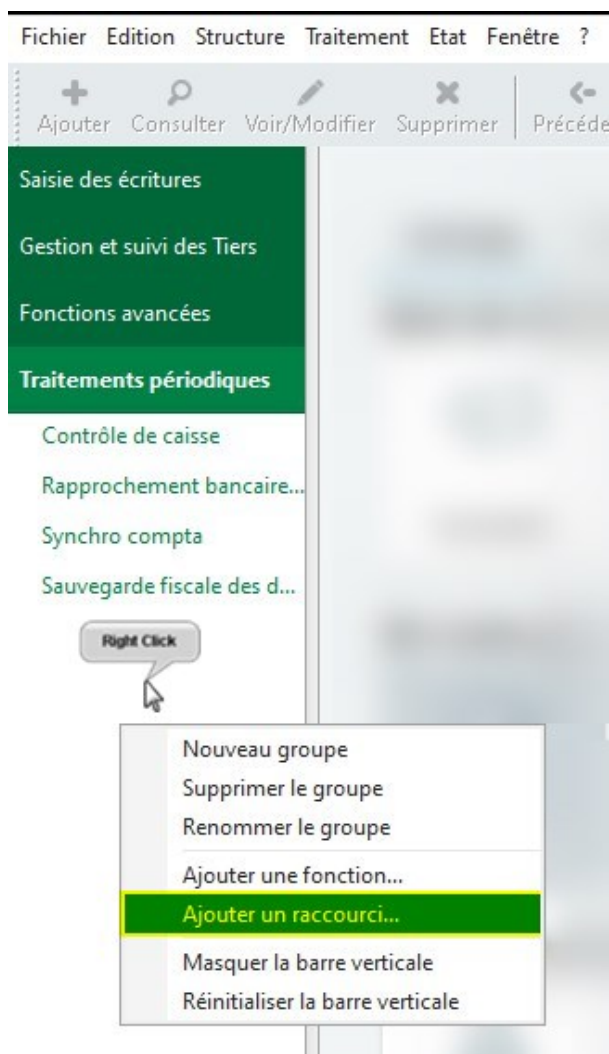 Fichier Edition Structure Traitement Etat Fenêtre ?
Ajouter Consulter Voir/Modifier Supprimer Précéde
Saisie des écritures
Gestion et suivi des Tiers
Fonctions avancées
Traitements périodiques
Contrôle de caisse
Rapprochement bancaire...
Synchro compta
Sauvegarde fiscale des d...
Right Click
Nouveau groupe
Supprimer le groupe
Renommer le groupe
Ajouter une fonction...
Ajouter un raccourci...
Masquer la barre verticale
Réinitialiser la barre verticale